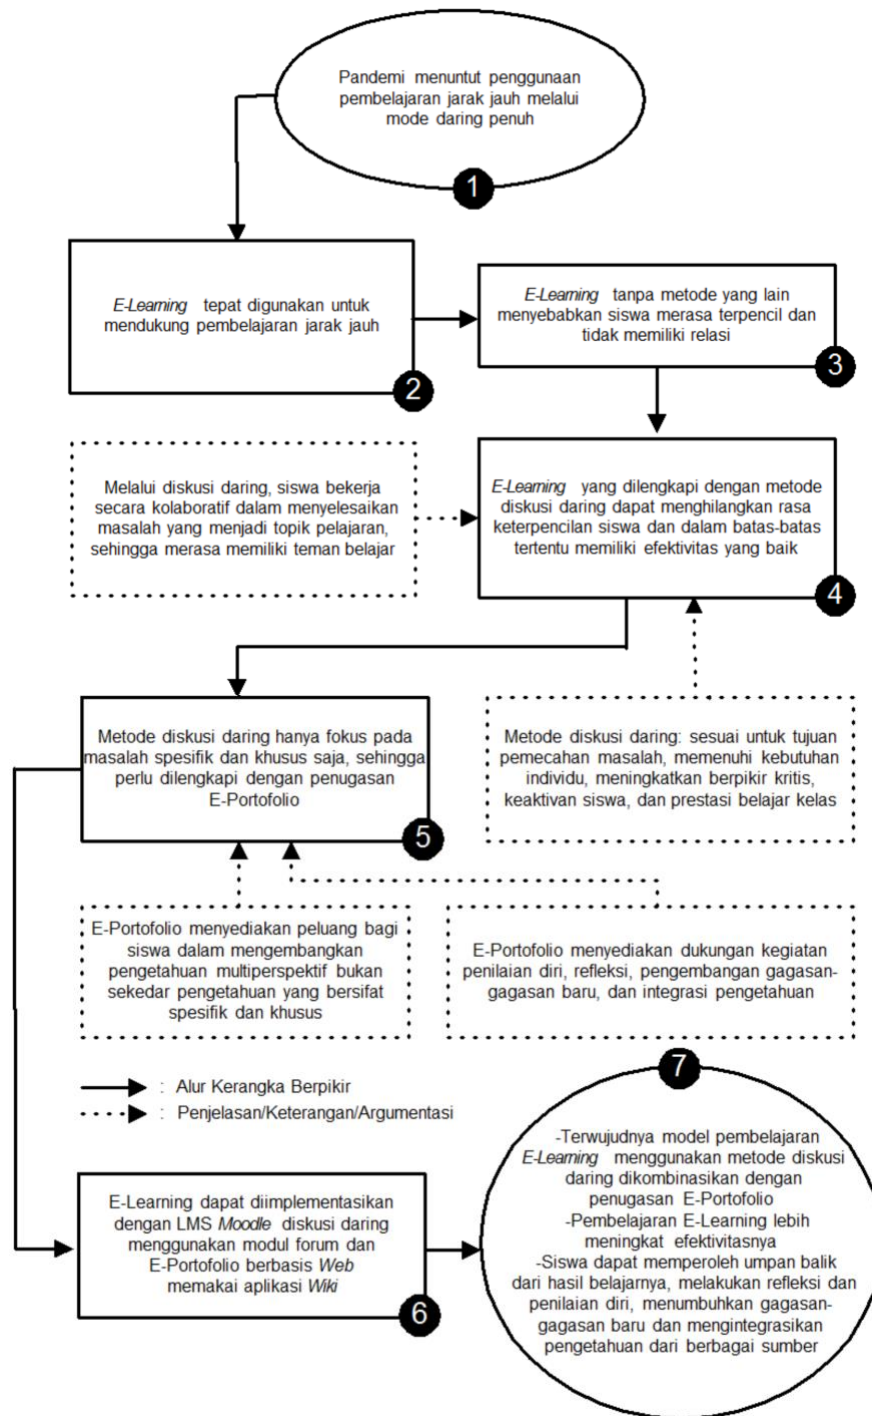 Pandemi menuntut penggunaan
pembelajaran jarak jauh melalui
mode daring penuh
1
E-Learning tepat digunakan untuk
mendukung pembelajaran jarak jauh
2
E-Learning tanpa metode yang lain
menyebabkan siswa merasa terpencil dan
tidak memiliki relasi
3
Melalui diskusi daring, siswa bekerja
secara kolaboratif dalam menyelesaikan
masalah yang menjadi topik pelajaran,
sehingga merasa memiliki teman belajar
E-Learning yang dilengkapi dengan metode
diskusi daring dapat menghilangkan rasa
keterpencilan siswa dan dalam batas-batas
tertentu memiliki efektivitas yang baik
4
Metode diskusi daring hanya fokus pada
masalah spesifik dan khusus saja, sehingga
perlu dilengkapi dengan penugasan
E-Portofolio
5
Metode diskusi daring: sesuai untuk tujuan
pemecahan masalah, memenuhi kebutuhan
individu, meningkatkan berpikir kritis,
keaktivan siswa, dan prestasi belajar kelas
E-Portofolio menyediakan peluang bagi
siswa dalam mengembangkan
pengetahuan multiperspektif bukan
sekedar pengetahuan yang bersifat
spesifik dan khusus
E-Portofolio menyediakan dukungan kegiatan
penilaian diri, refleksi, pengembangan gagasan-
gagasan baru, dan integrasi pengetahuan
: Alur Kerangka Berpikir
: Penjelasan/Keterangan/Argumentasi
E-Learning dapat diimplementasikan
dengan LMS Moodle diskusi daring
menggunakan modul forum dan
E-Portofolio berbasis Web
memakai aplikasi Wiki
6
7
-Terwujudnya model pembelajaran
E-Learning menggunakan metode diskusi
daring dikombinasikan dengan
penugasan E-Portofolio
-Pembelajaran E-Learning lebih
meningkat efektivitasnya
-Siswa dapat memperoleh umpan balik
dari hasil belajarnya, melakukan refleksi dan
penilaian diri, menumbuhkan gagasan-
gagasan baru dan mengintegrasikan
pengetahuan dari berbagai sumber